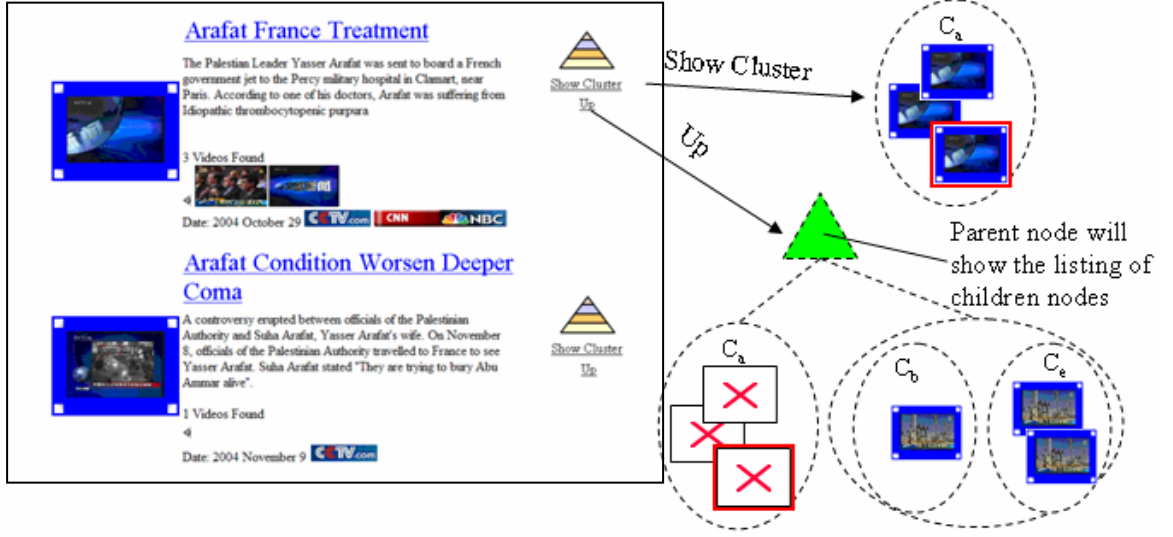 Arafat France Treatment
The Palestian Leader Yasser Arafat was sent to board a French
government jet to the Percy military hospital in Clamart, near
Paris. According to one of his doctors, Arafat was suffering from
Idiopathic thrombocytopenic purpura
3 Videos Found
Date: 2004 October 29 CCTV.com CNN NBC
Show Cluster
Up
Arafat Condition Worsen Deeper
Coma
A controversy erupted between officials of the Palestinian
Authority and Suha Arafat, Yasser Arafat's wife. On November
8, officials of the Palestinian Authority travelled to France to see
Yasser Arafat. Suha Arafat stated "They are trying to bury Abu
Ammar alive".
1 Videos Found
Date: 2004 November 9 CCTV.com
Show Cluster
Up
Show Cluster
Up
Ca
Parent node will
show the listing of
children nodes
Ca
Cb
Ce